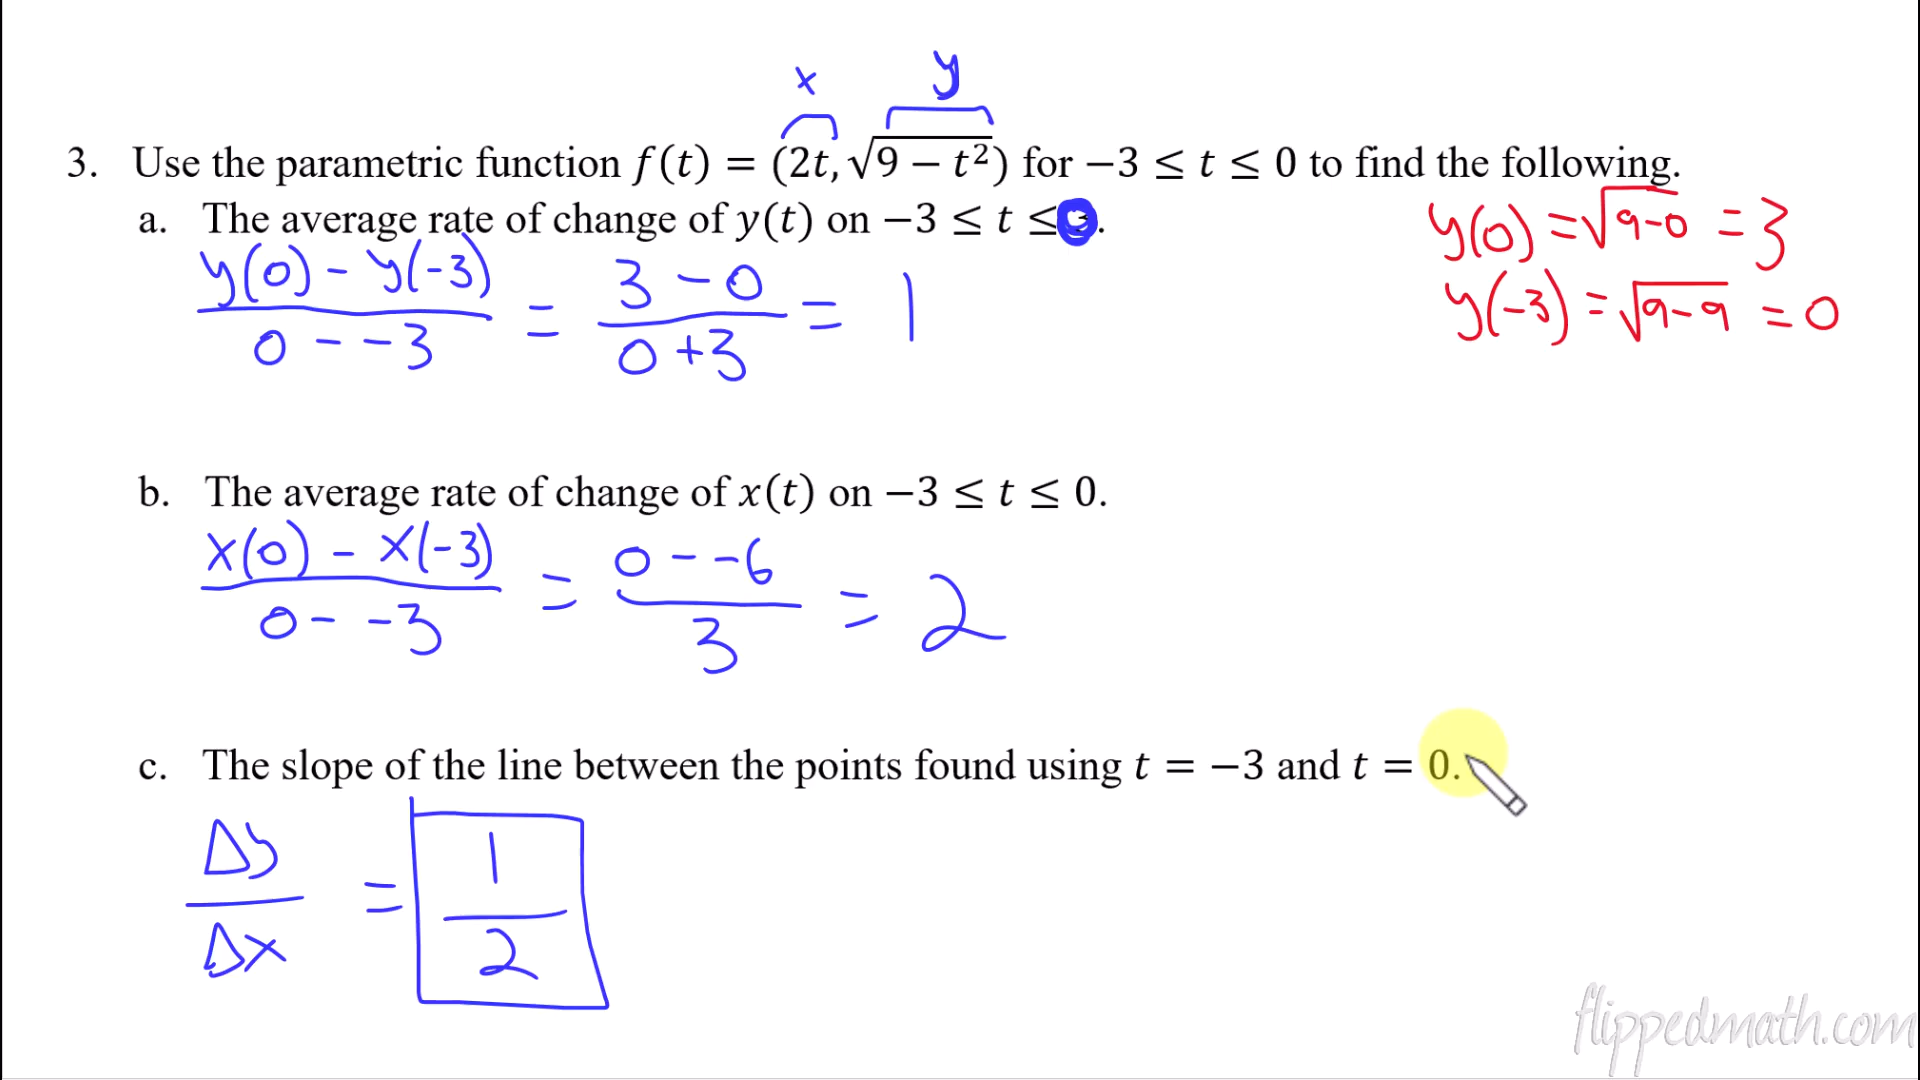 x y
3. Use the parametric function f(t) = (2t, √9 − t²) for −3 ≤ t ≤ 0 to find the following.
a. The average rate of change of y(t) on −3 ≤ t ≤ 0.
y(0) = √9-0 = 3
y(-3) = √9-9 = 0
y(0) - y(-3) / 0 - -3 = 3 - 0 / 0 + 3 = 1
b. The average rate of change of x(t) on −3 ≤ t ≤ 0.
x(0) - x(-3) / 0 - -3 = 0 - -6 / 3 = 2
c. The slope of the line between the points found using t = −3 and t = 0.
Δy / Δx = 1 / 2
flippedmath.com